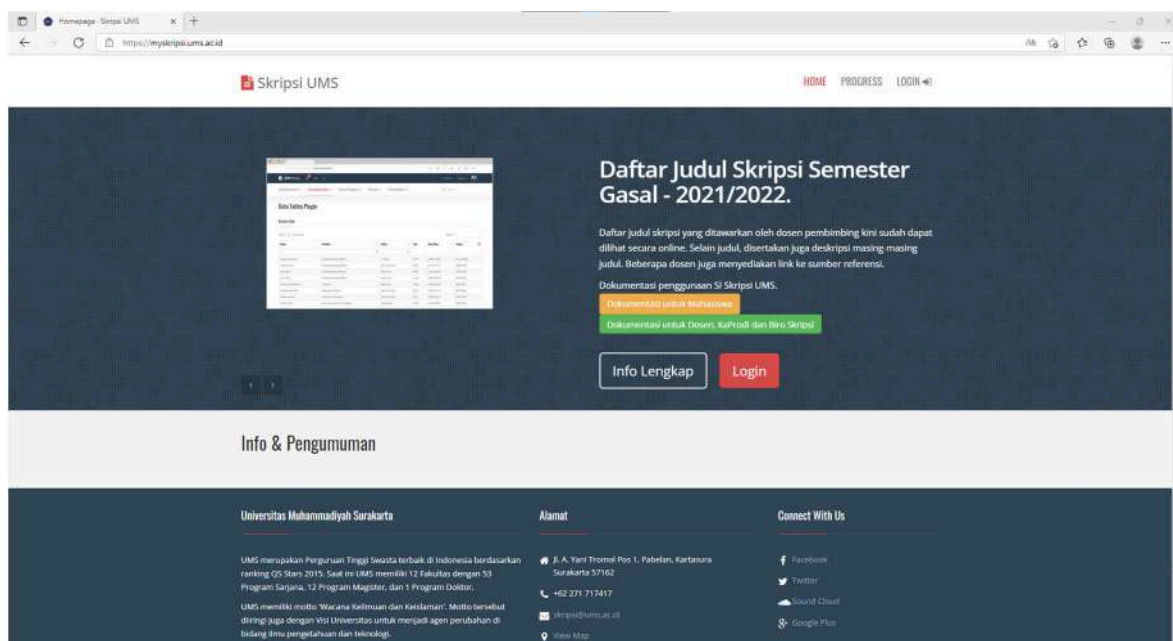 Homepage - Skripsi UMS
https://myskripsi.ums.ac.id
Skripsi UMS
HOME PROGRESS LOGIN
Data Tables Plugin
Daftar Judul Skripsi Semester
Gasal - 2021/2022.
Daftar judul skripsi yang ditawarkan oleh dosen pembimbing kini sudah dapat
dilihat secara online. Selain judul, disertakan juga deskripsi masing-masing
judul. Beberapa dosen juga menyediakan link ke sumber referensi.
Dokumentasi penggunaan SI Skripsi UMS.
Dokumentasi untuk Mahasiswa
Dokumentasi untuk Dosen, KaProdi dan Biro Skripsi
Info Lengkap
Login
Info & Pengumuman
Universitas Muhammadiyah Surakarta
UMS merupakan Perguruan Tinggi Swasta terbaik di Indonesia berdasarkan
ranking QS Stars 2015. Saat ini UMS memiliki 12 Fakultas dengan 53
Program Sarjana, 12 Program Magister, dan 1 Program Doktor.
UMS memiliki motto 'Wacana Keilmuan dan Keislaman'. Motto tersebut
diiringi juga dengan Visi Universitas untuk menjadi agen perubahan di
bidang ilmu pengetahuan dan teknologi.
Alamat
Jl. A. Yani Tromol Pos 1, Pabelan, Kartasura
Surakarta 57162
+62 271 717417
skripsi@ums.ac.id
View Map
Connect With Us
Facebook
Twitter
Sound Cloud
Google Plus